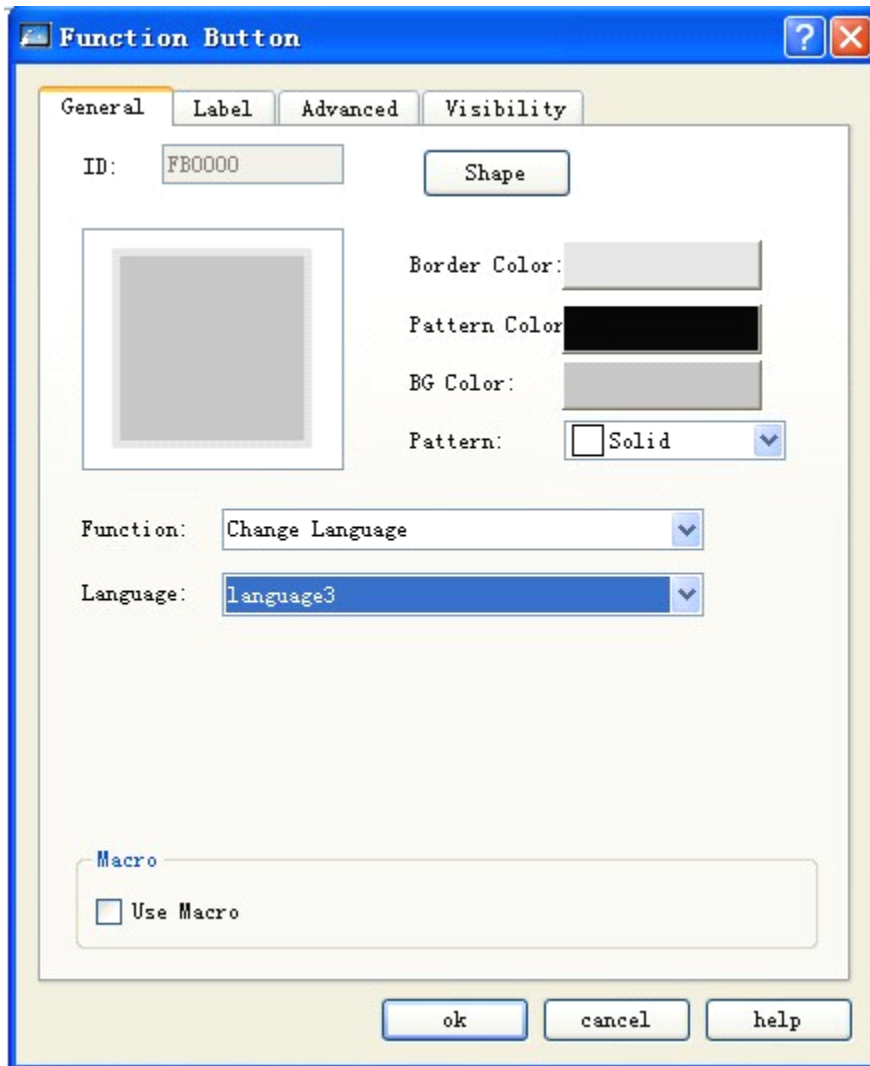 Function Button
General Label Advanced Visibility
ID: FB0000 Shape
Border Color:
Pattern Color
BG Color:
Pattern: Solid
Function: Change Language
Language: language3
Macro
Use Macro
ok cancel help